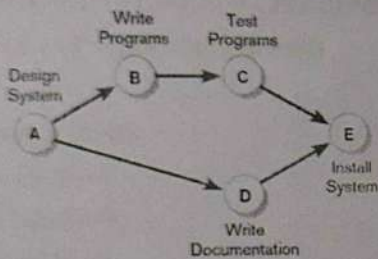 Write
Programs
Test
Programs
Design
System
B
C
A
E
Install
System
D
Write
Documentation